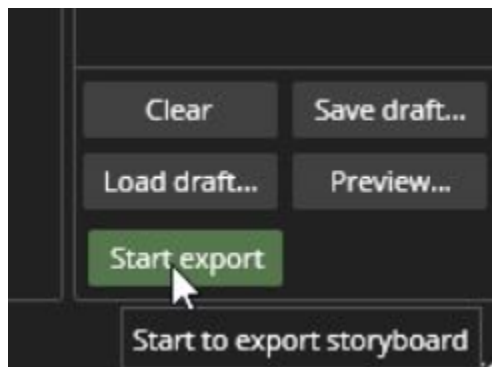 Clear
Save draft...
Load draft...
Preview...
Start export
Start to export storyboard